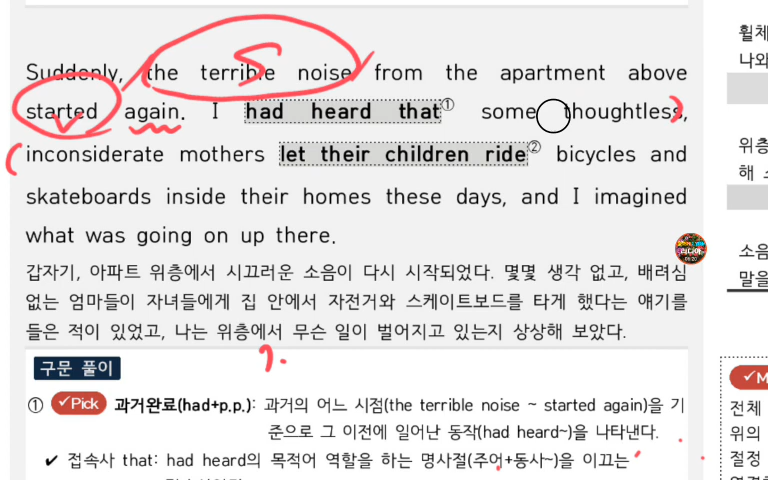 Suddenly, the terrible noise from the apartment above
started again. I had heard that① some thoughtless,
inconsiderate mothers let their children ride② bicycles and
skateboards inside their homes these days, and I imagined
what was going on up there.
갑자기, 아파트 위층에서 시끄러운 소음이 다시 시작되었다. 몇몇 생각 없고, 배려심
없는 엄마들이 자녀들에게 집 안에서 자전거와 스케이트보드를 타게 했다는 얘기를
들은 적이 있었고, 나는 위층에서 무슨 일이 벌어지고 있는지 상상해 보았다.
구문 풀이
① ✓Pick 과거완료(had+p.p.): 과거의 어느 시점(the terrible noise ~ started again)을 기
준으로 그 이전에 일어난 동작(had heard~)을 나타낸다.
✔ 접속사 that: had heard의 목적어 역할을 하는 명사절(주어+동사~)을 이끄는
휠체
나와
위층
해
소음
말을
✓M
전체
위의
절정